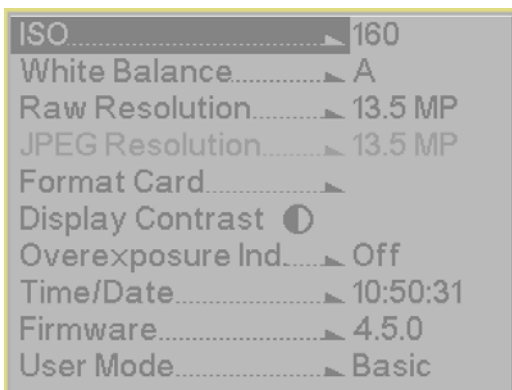 ISO 160
White Balance A
Raw Resolution 13.5 MP
JPEG Resolution 13.5 MP
Format Card
Display Contrast
Overexposure Ind. Off
Time/Date 10:50:31
Firmware 4.5.0
User Mode Basic